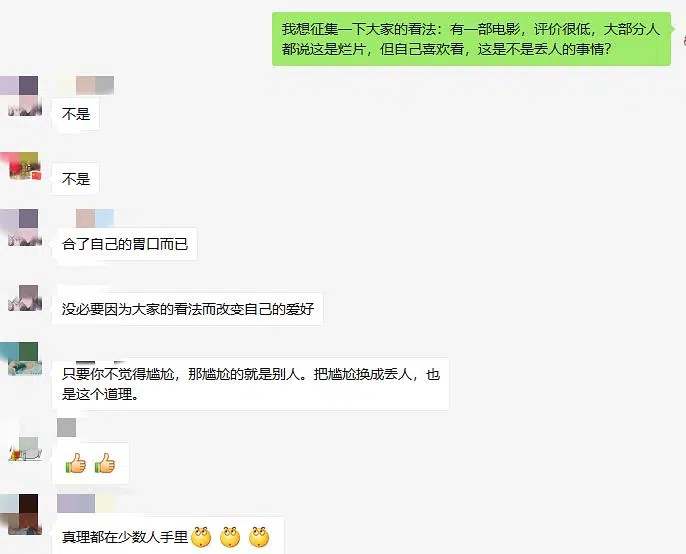 我想征集一下大家的看法：有一部电影，评价很低，大部分人
都说这是烂片，但自己喜欢看，这是不是丢人的事情？
不是
不是
合了自己的胃口而已
没必要因为大家的看法而改变自己的爱好
只要你不觉得尴尬，那尴尬的就是别人。把尴尬换成丢人，也
是这个道理。
真理都在少数人手里